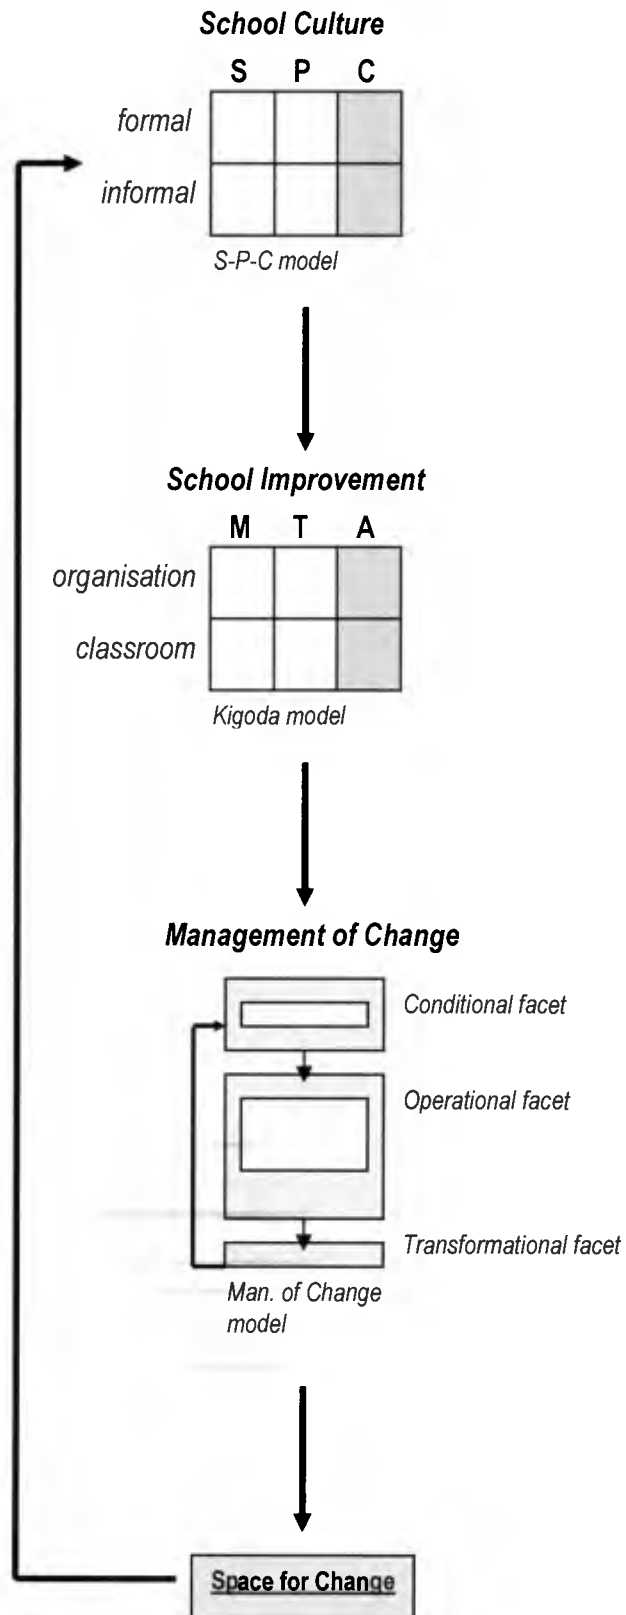 School Culture
S P C
formal
informal
S-P-C model
School Improvement
M T A
organisation
classroom
Kigoda model
Management of Change
Conditional facet
Operational facet
Transformational facet
Man. of Change
model
Space for Change